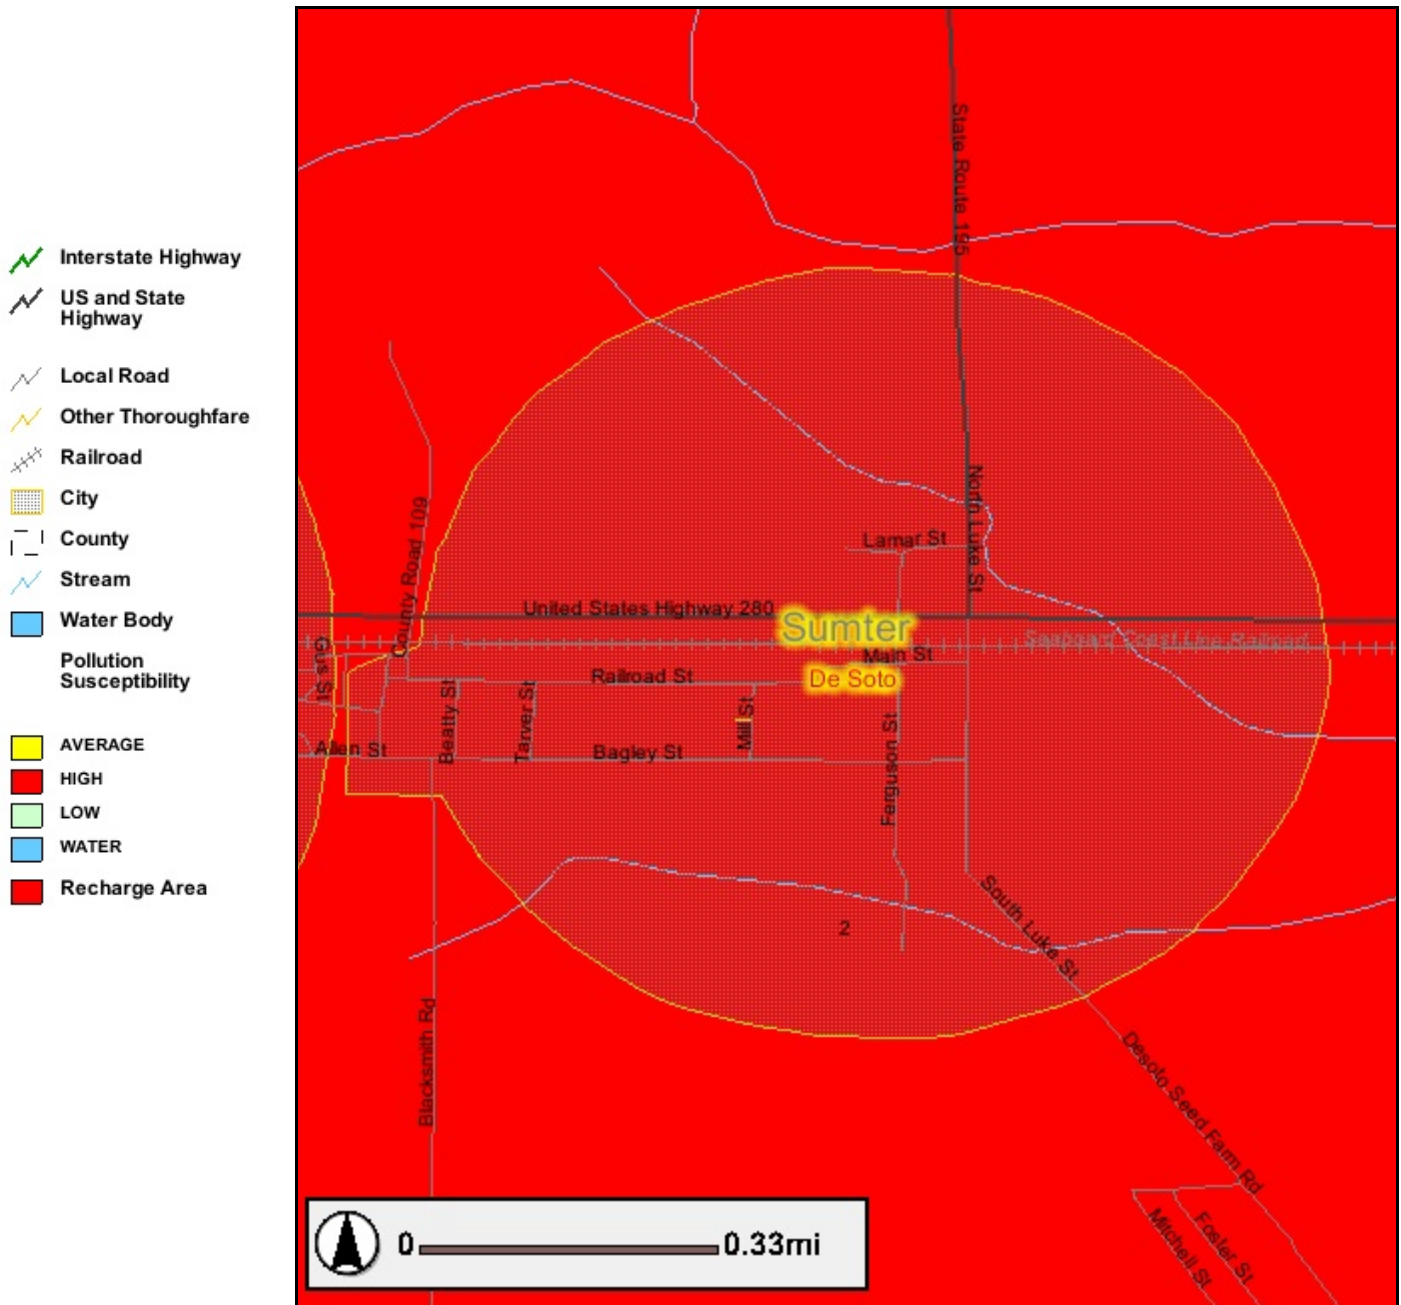 Interstate Highway
US and State
Highway
Local Road
Other Thoroughfare
Railroad
City
County
Stream
Water Body
Pollution
Susceptibility
AVERAGE
HIGH
LOW
WATER
Recharge Area
State Route 195
North Luke St
County Road 109
Lamar St
United States Highway 280
Sumter
Seaboard Coast Line Railroad
Main St
Gus St
Railroad St
De Soto
Beatty St
Tarver St
Mill St
Ferguson St
Allen St
Bagley St
South Luke St
2
Blacksmith Rd
Desoto Seed Farm Rd
Mitchell St
Foster St
0 0.33mi